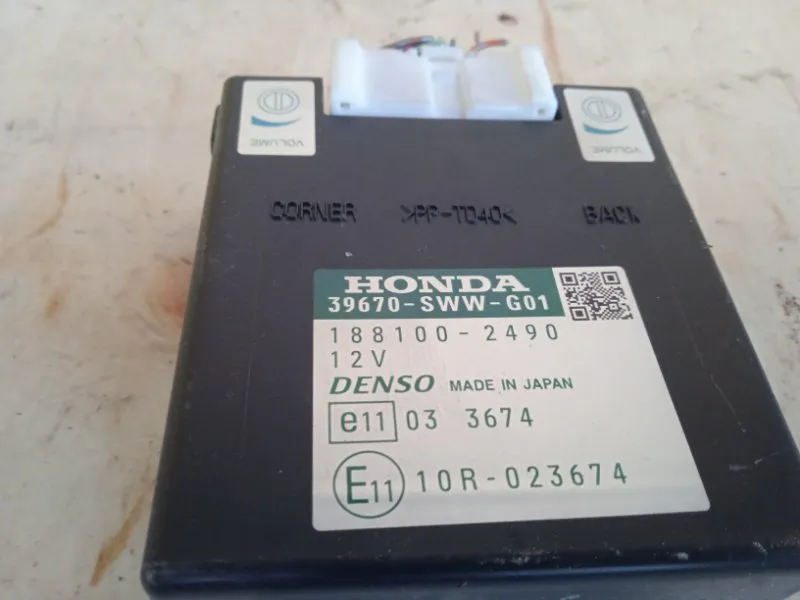 VOLUME
VOLUME
CORNER >PP-TD40< BACK
HONDA
39670-SWW-G01
188100-2490
12V
DENSO MADE IN JAPAN
e11 03 3674
E11 10R-023674